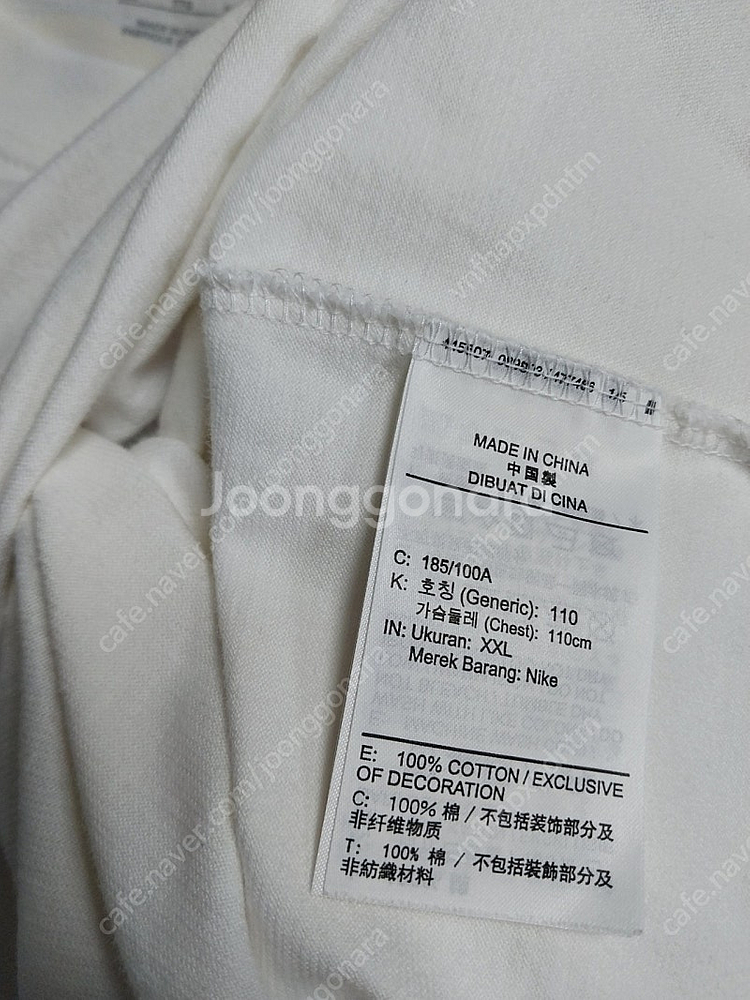 MADE IN CHINA
中国製
DIBUAT DI CINA
C: 185/100A
K: 호칭 (Generic): 110
가슴둘레 (Chest): 110cm
IN: Ukuran: XXL
Merek Barang: Nike
E: 100% COTTON / EXCLUSIVE
OF DECORATION
C: 100% 棉 / 不包括装饰部分及
非纤维物质
T: 100% 棉 / 不包括裝飾部分及
非紡織材料
Joonggonara
cafe.naver.com/joonggonara
vnfhapxpdntm